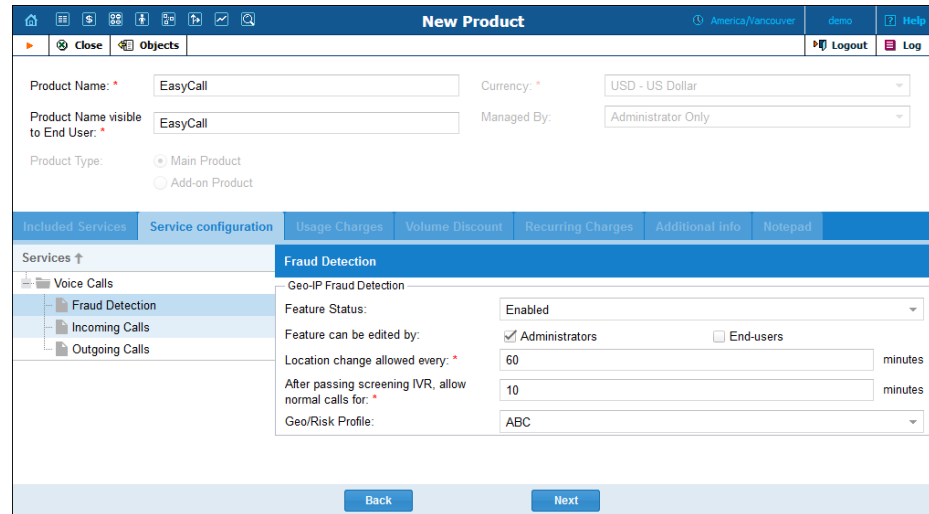 New Product
America/Vancouver
demo
? Help
Close
Objects
Logout
Log
Product Name: *
EasyCall
Currency: *
USD - US Dollar
Product Name visible
to End User: *
EasyCall
Managed By:
Administrator Only
Product Type:
Main Product
Add-on Product
Included Services
Service configuration
Usage Charges
Volume Discount
Recurring Charges
Additional info
Notepad
Services
Fraud Detection
Voice Calls
Fraud Detection
Incoming Calls
Outgoing Calls
Geo-IP Fraud Detection
Feature Status:
Enabled
Feature can be edited by:
Administrators
End-users
Location change allowed every: *
60
minutes
After passing screening IVR, allow
normal calls for: *
10
minutes
Geo/Risk Profile:
ABC
Back
Next